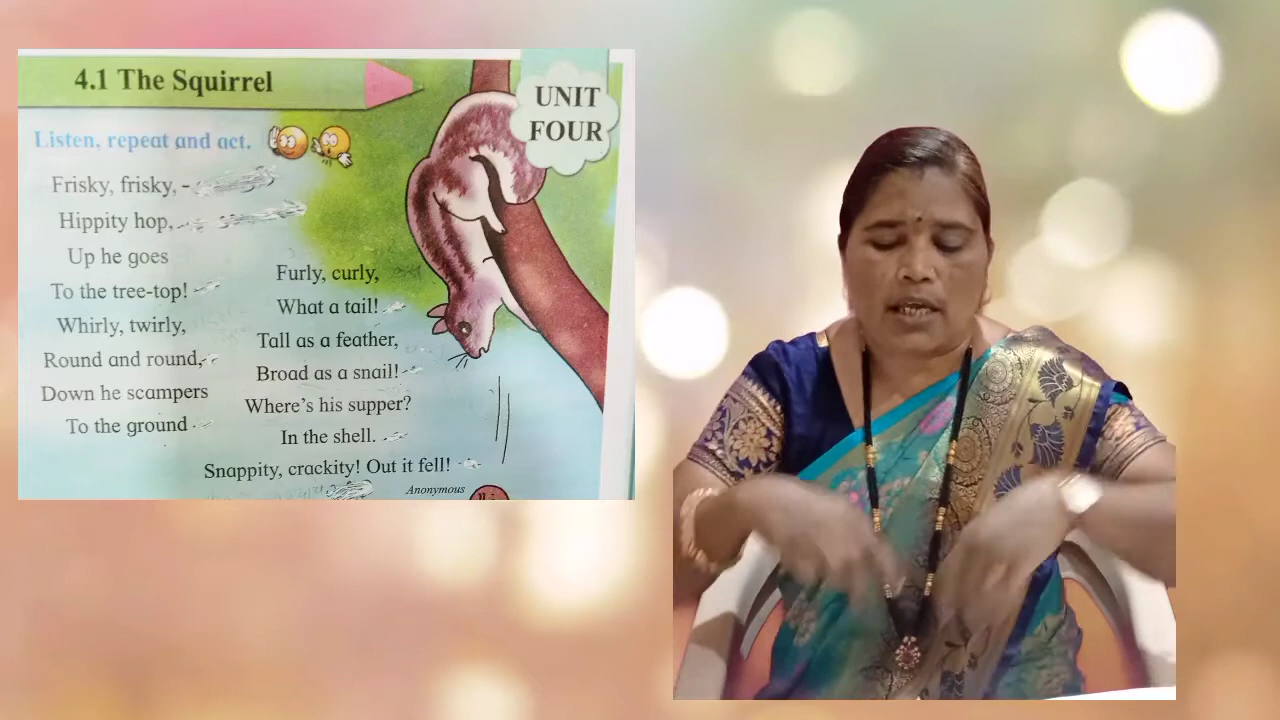 4.1 The Squirrel
UNIT
FOUR
Listen, repeat and act.
Frisky, frisky, -
Hippity hop,
Up he goes
To the tree-top!
Whirly, twirly,
Round and round,
Down he scampers
To the ground
Furly, curly,
What a tail!
Tall as a feather,
Broad as a snail!
Where's his supper?
In the shell.
Snappity, crackity! Out it fell!
Anonymous